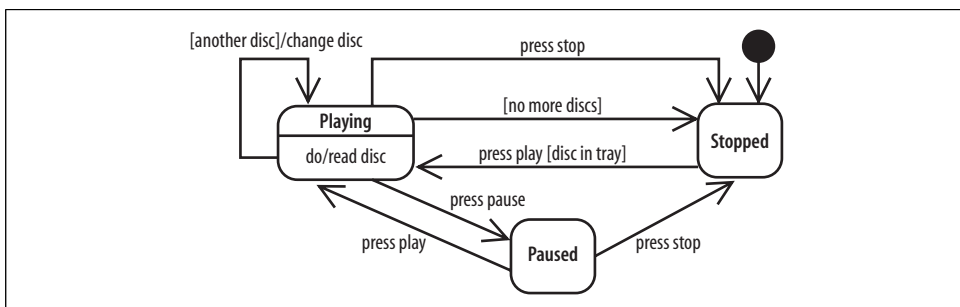 [another disc]/change disc
press stop
[no more discs]
Playing
do/read disc
Stopped
press play [disc in tray]
press pause
press play
Paused
press stop